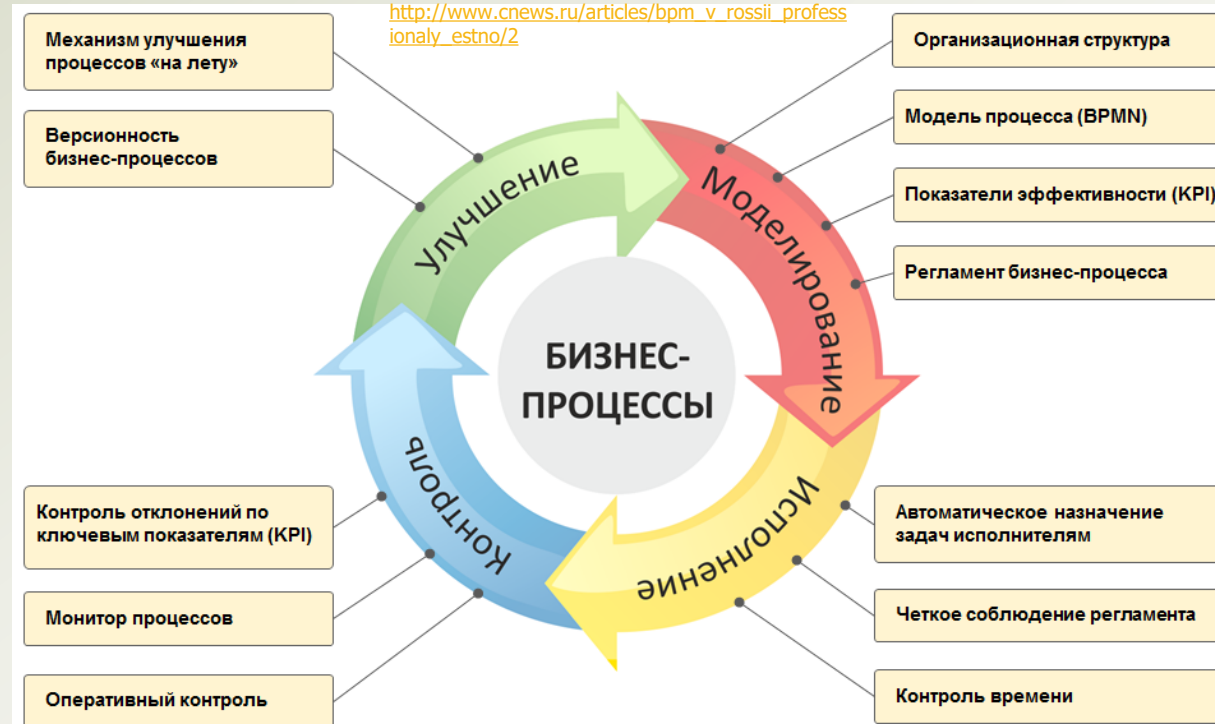 http://www.cnews.ru/articles/bpm_v_rossii_profess
ionaly_estno/2
Механизм улучшения
процессов «на лету»
Версионность
бизнес-процессов
Организационная структура
Модель процесса (BPMN)
Показатели эффективности (KPI)
Регламент бизнес-процесса
Улучшение
Моделирование
БИЗНЕС-
ПРОЦЕССЫ
Контроль
Исполнение
Контроль отклонений по
ключевым показателям (KPI)
Монитор процессов
Оперативный контроль
Автоматическое назначение
задач исполнителям
Четкое соблюдение регламента
Контроль времени